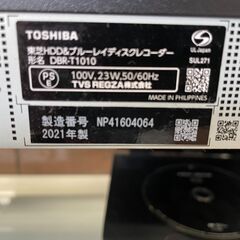 TOSHIBA
東芝HDD&ブルーレイディスクレコーダー
形名 DBR-T1010
PS E
100V, 23W, 50/60Hz
TVS REGZA株式会社
UL Japan
SUL271
MADE IN PHILIPPINES
製造番号 NP41604064
2021年製